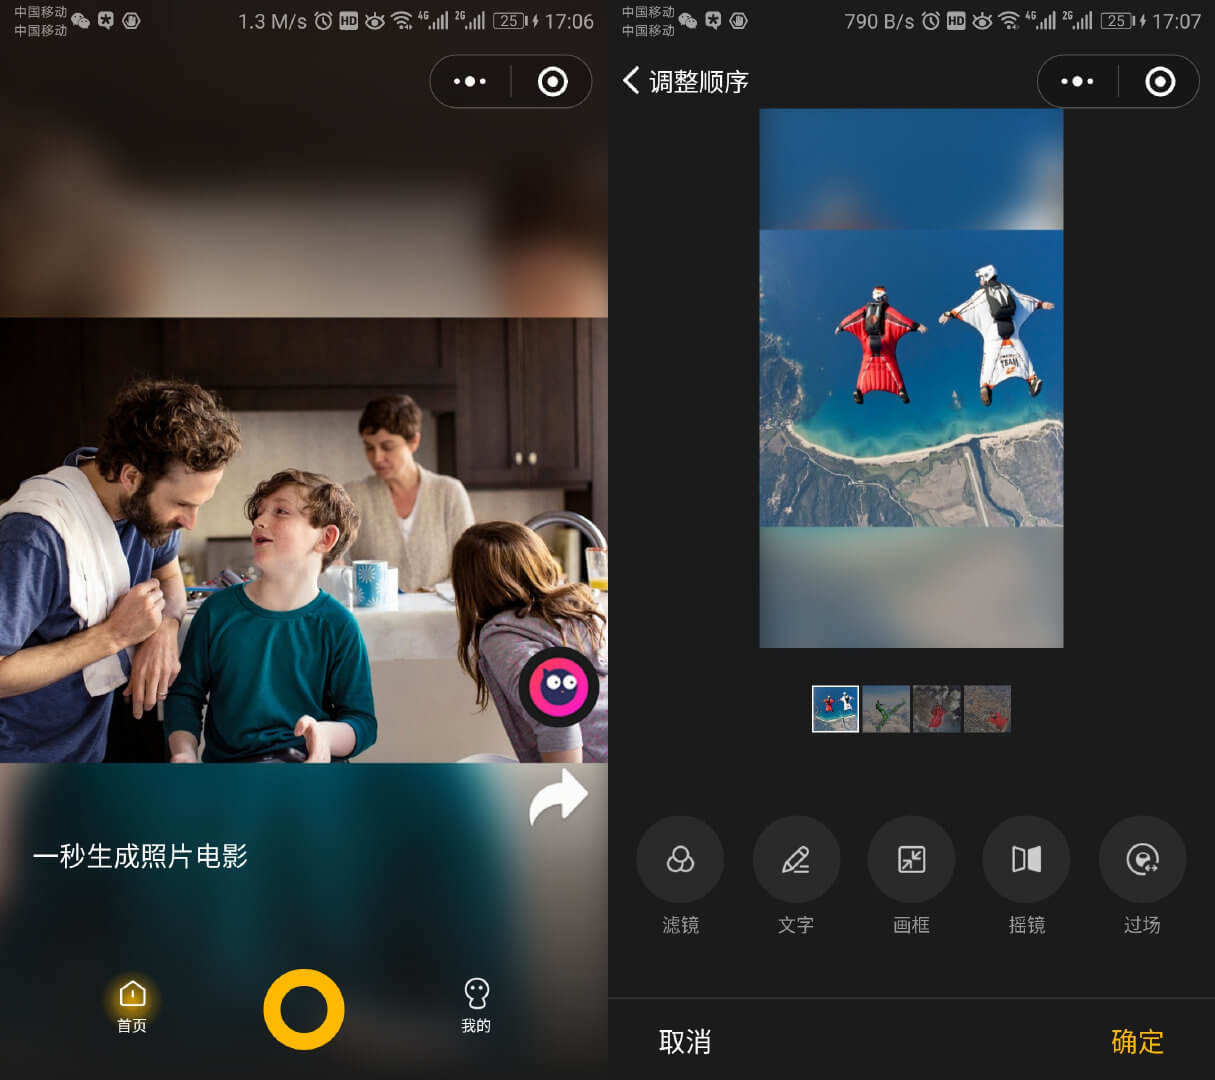 中国移动
中国移动
1.3 M/s
HD
4G
2G
25
17:06
一秒生成照片电影
首页
我的
中国移动
中国移动
790 B/s
HD
4G
2G
25
17:07
调整顺序
TEAM
滤镜
文字
画框
摇镜
过场
取消
确定